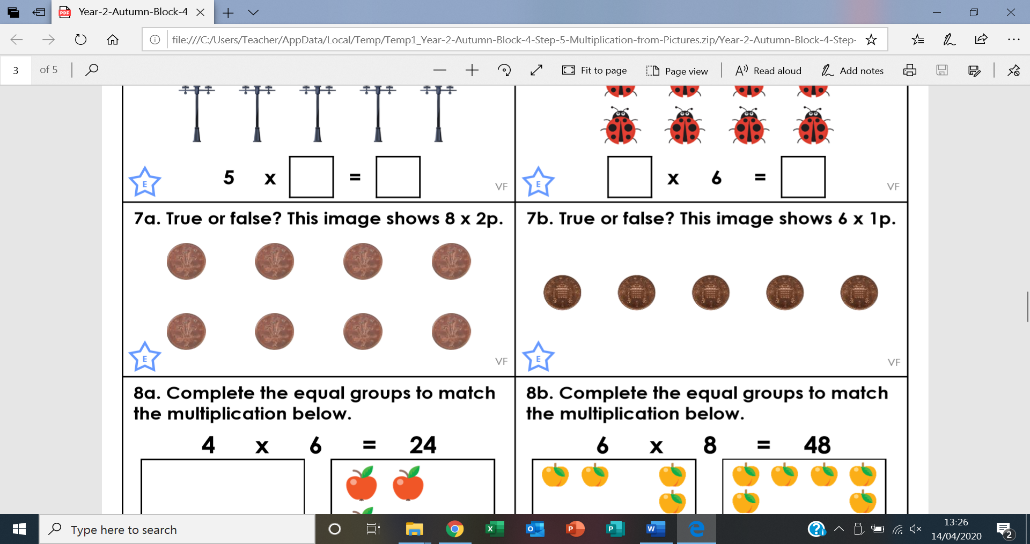 Year-2-Autumn-Block-4
file:///C:/Users/Teacher/AppData/Local/Temp/Temp1_Year-2-Autumn-Block-4-Step-5-Multiplication-from-Pictures.zip/Year-2-Autumn-Block-4-Step-
3 of 5
Fit to page
Page view
Read aloud
Add notes
5 x =
E VF
x 6 =
E VF
7a. True or false? This image shows 8 x 2p.
E VF
7b. True or false? This image shows 6 x 1p.
E VF
8a. Complete the equal groups to match
the multiplication below.
4 x 6 = 24
8b. Complete the equal groups to match
the multiplication below.
6 x 8 = 48
Type here to search
13:26
14/04/2020
2